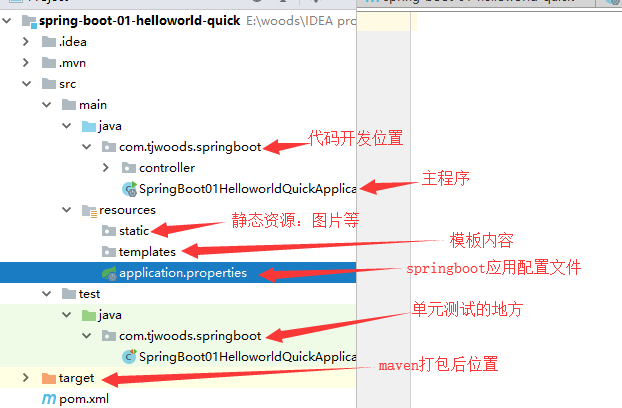 spring-boot-01-helloworld-quick E:\woods\IDEA pro
.idea
.mvn
src
main
java
com.tjwoods.springboot 代码开发位置
controller
SpringBoot01HelloworldQuickApplica 主程序
resources
static 静态资源：图片等
templates 模板内容
application.properties springboot应用配置文件
test 单元测试的地方
java
com.tjwoods.springboot
SpringBoot01HelloworldQuickApplica
target maven打包后位置
pom.xml